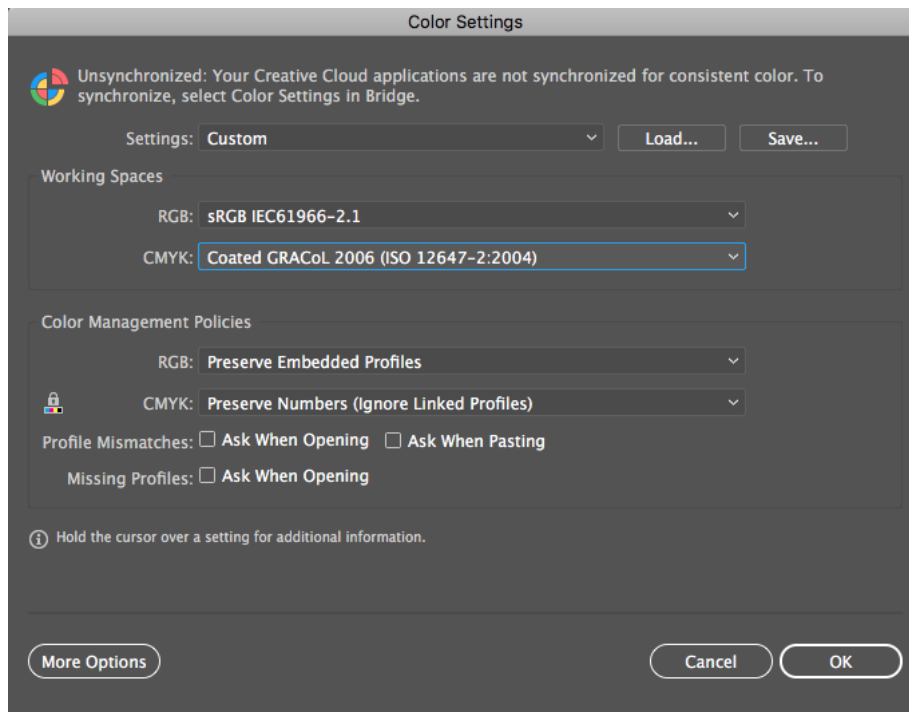 Color Settings
Unsynchronized: Your Creative Cloud applications are not synchronized for consistent color. To
synchronize, select Color Settings in Bridge.
Settings: Custom Load... Save...
Working Spaces
RGB: sRGB IEC61966-2.1
CMYK: Coated GRACoL 2006 (ISO 12647-2:2004)
Color Management Policies
RGB: Preserve Embedded Profiles
CMYK: Preserve Numbers (Ignore Linked Profiles)
Profile Mismatches: Ask When Opening Ask When Pasting
Missing Profiles: Ask When Opening
Hold the cursor over a setting for additional information.
More Options Cancel OK